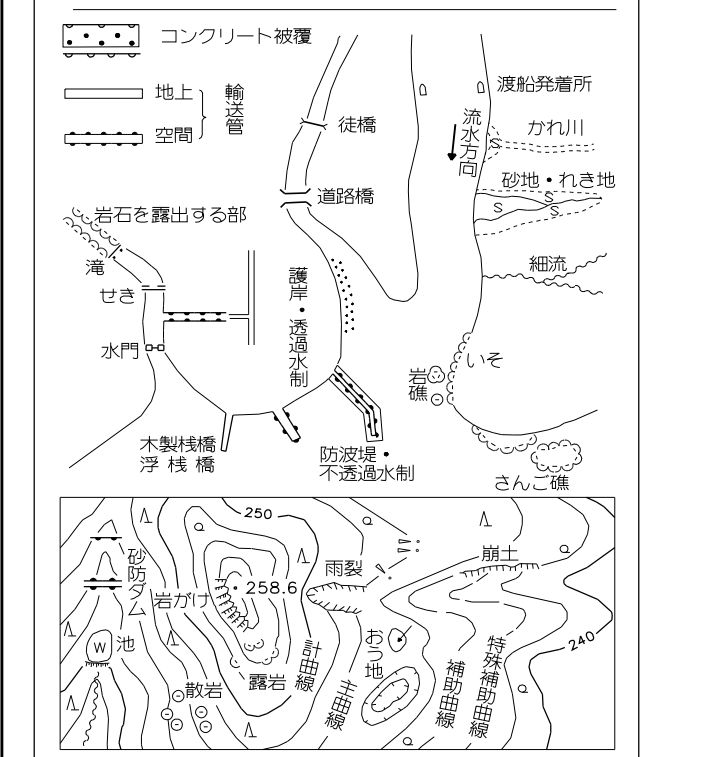 コンクリート被覆
地上
空間
輸送管
徒橋
道路橋
渡船発着所
流水方向
かれ川
砂地・れき地
S
S
S
S
細流
岩石を露出する部
滝
せき
水門
護岸・透過水制
いそ
岩礁
木製桟橋
浮桟橋
防波堤・
不透過水制
さんご礁
250
砂防ダム
岩がけ
258.6
雨裂
崩土
池
W
おう地
計曲線
主曲線
補助曲線
特殊補助曲線
240
露岩
散岩